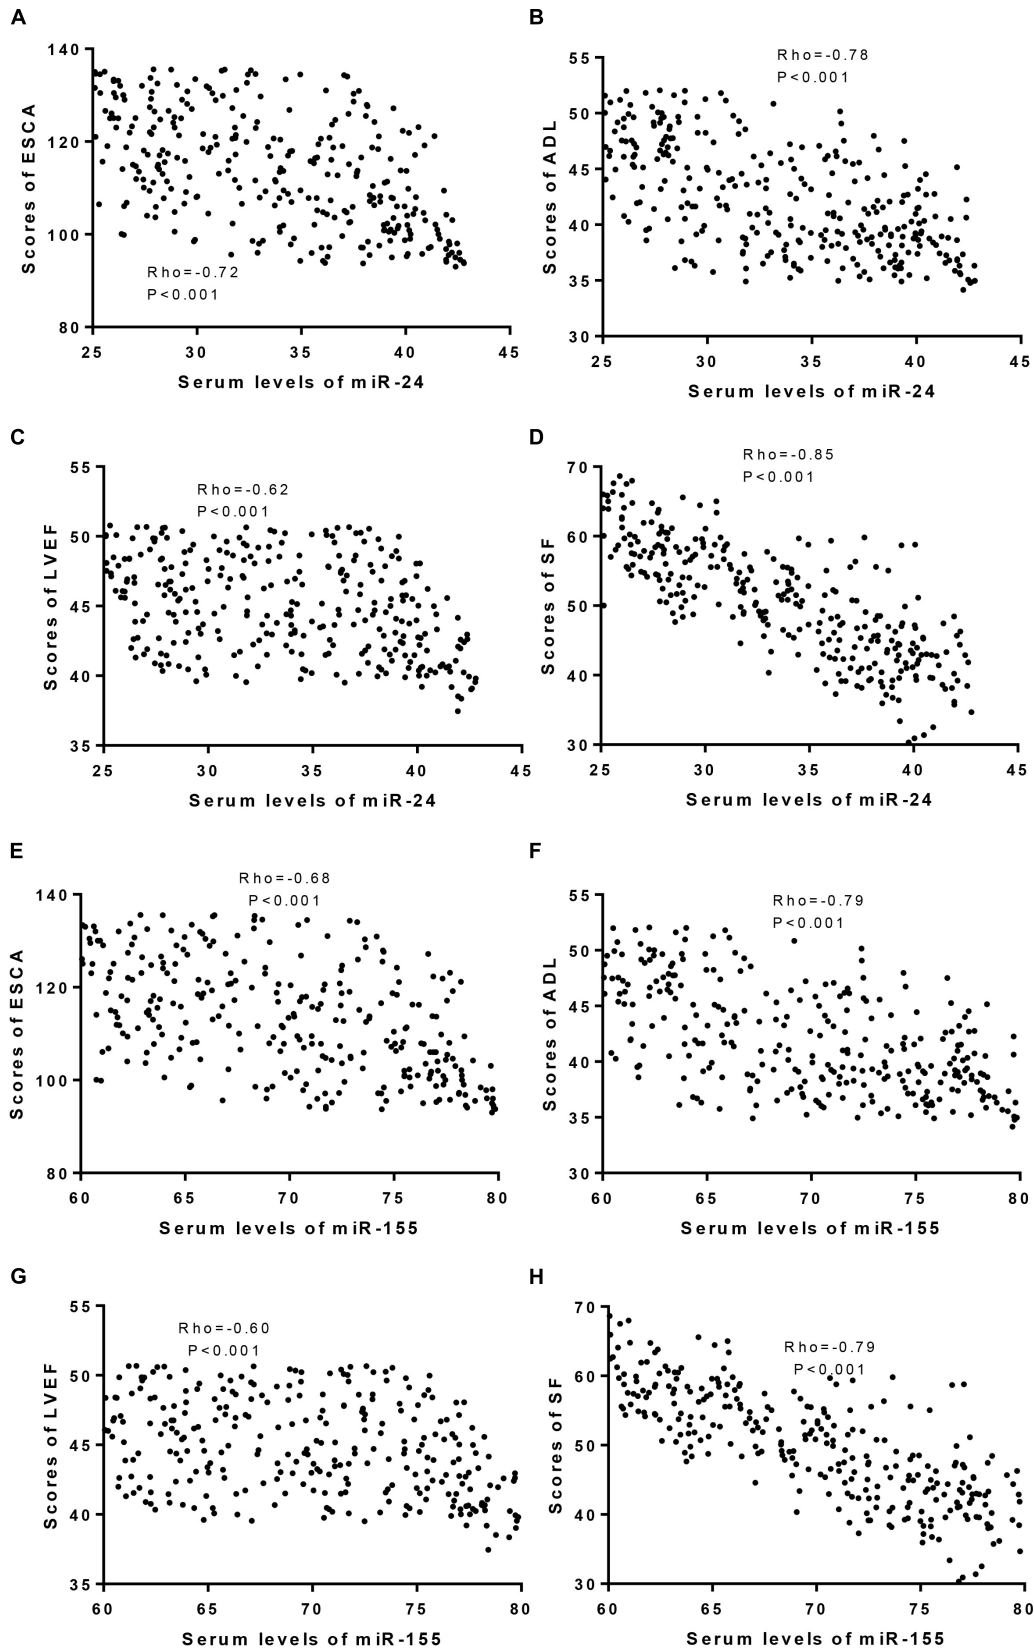 A
Rho=-0.72
P<0.001
Scores of ESCA
140
120
100
80
25 30 35 40 45
Serum levels of miR-24
B
Rho=-0.78
P<0.001
Scores of ADL
55
50
45
40
35
30
25 30 35 40 45
Serum levels of miR-24
C
Rho=-0.62
P<0.001
Scores of LVEF
55
50
45
40
35
25 30 35 40 45
Serum levels of miR-24
D
Rho=-0.85
P<0.001
Scores of SF
70
60
50
40
30
25 30 35 40 45
Serum levels of miR-24
E
Rho=-0.68
P<0.001
Scores of ESCA
140
120
100
80
60 65 70 75 80
Serum levels of miR-155
F
Rho=-0.79
P<0.001
Scores of ADL
55
50
45
40
35
30
60 65 70 75 80
Serum levels of miR-155
G
Rho=-0.60
P<0.001
Scores of LVEF
55
50
45
40
35
60 65 70 75 80
Serum levels of miR-155
H
Rho=-0.79
P<0.001
Scores of SF
70
60
50
40
30
60 65 70 75 80
Serum levels of miR-155